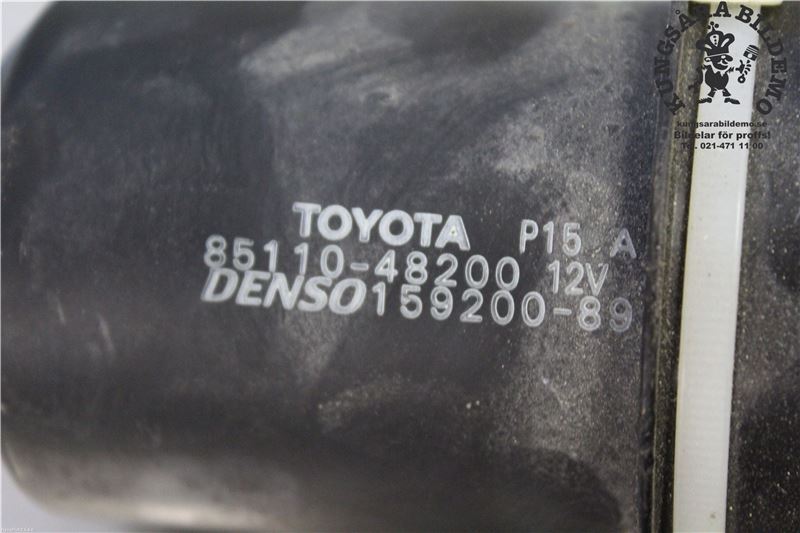 KUNGSÅRA BILDEMO
kungsarabildemo.se
Bildelar för proffs!
Tel. 021-471 11 00
TOYOTA P15 A
85110-48200 12V
DENSO 159200-89